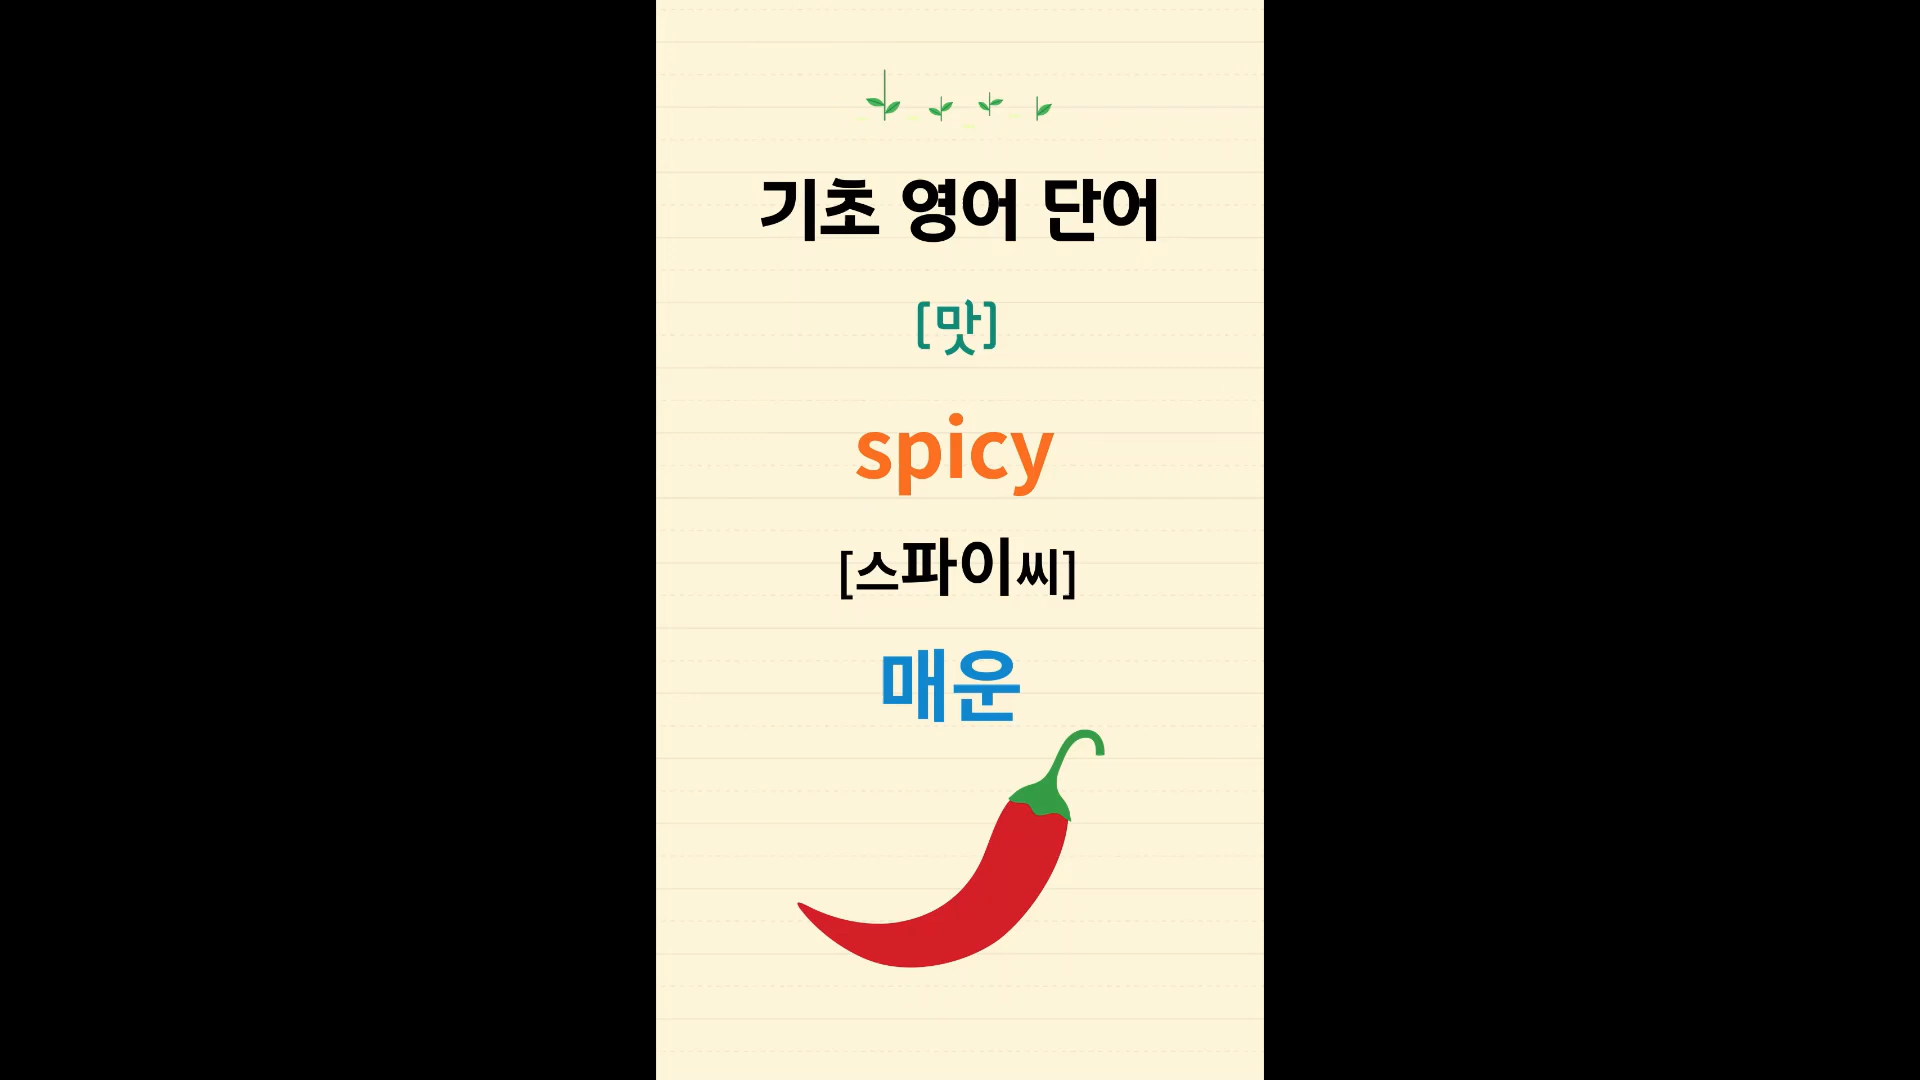 기초 영어 단어
[맛]
spicy
[스파이씨]
매운